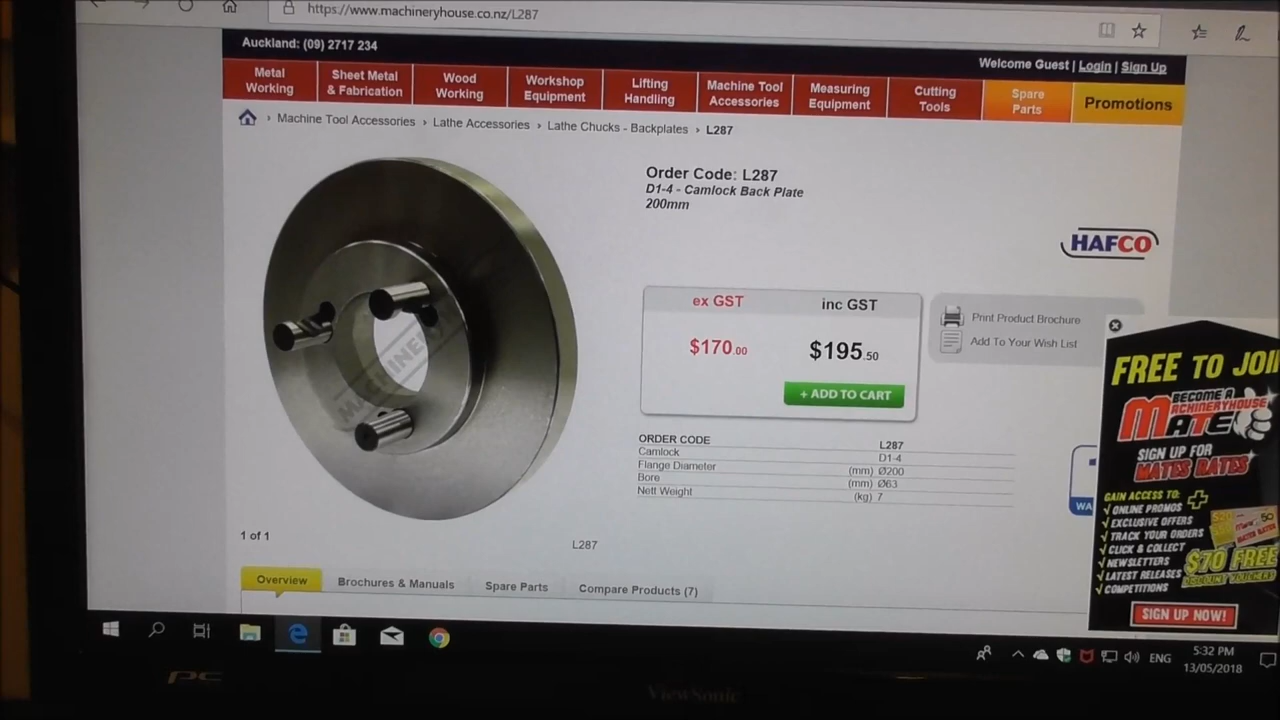 https://www.machineryhouse.co.nz/L287
Auckland: (09) 2717 234
Welcome Guest | Login | Sign Up
Metal Working
Sheet Metal & Fabrication
Wood Working
Workshop Equipment
Lifting Handling
Machine Tool Accessories
Measuring Equipment
Cutting Tools
Spare Parts
Promotions
› Machine Tool Accessories › Lathe Accessories › Lathe Chucks - Backplates › L287
Order Code: L287
D1-4 - Camlock Back Plate
200mm
HAFCO
ex GST inc GST
$170.00 $195.50
+ ADD TO CART
Print Product Brochure
Add To Your Wish List
ORDER CODE L287
Camlock D1-4
Flange Diameter (mm) Ø200
Bore (mm) Ø63
Nett Weight (kg) 7
MACHINERY
1 of 1
L287
Overview
Brochures & Manuals
Spare Parts
Compare Products (7)
WA
FREE TO JOI
BECOME A
MACHINERYHOUSE
MATE
SIGN UP FOR
MATES RATES
GAIN ACCESS TO:
√ ONLINE PROMOS
√ EXCLUSIVE OFFERS
√ TRACK YOUR ORDERS
√ CLICK & COLLECT
√ NEWSLETTERS
√ LATEST RELEASES
√ COMPETITIONS
$70 FREE
SIGN UP NOW!
ENG
5:32 PM
13/05/2018
PC
ViewSonic